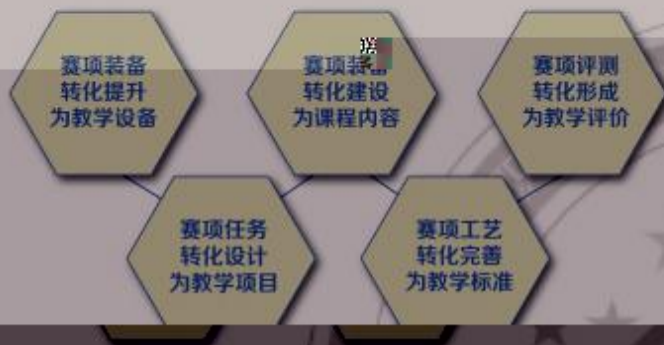 赛项装备
转化提升
为教学设备
赛项装备
转化建设
为课程内容
赛项评测
转化形成
为教学评价
赛项任务
转化设计
为教学项目
赛项工艺
转化完善
为教学标准